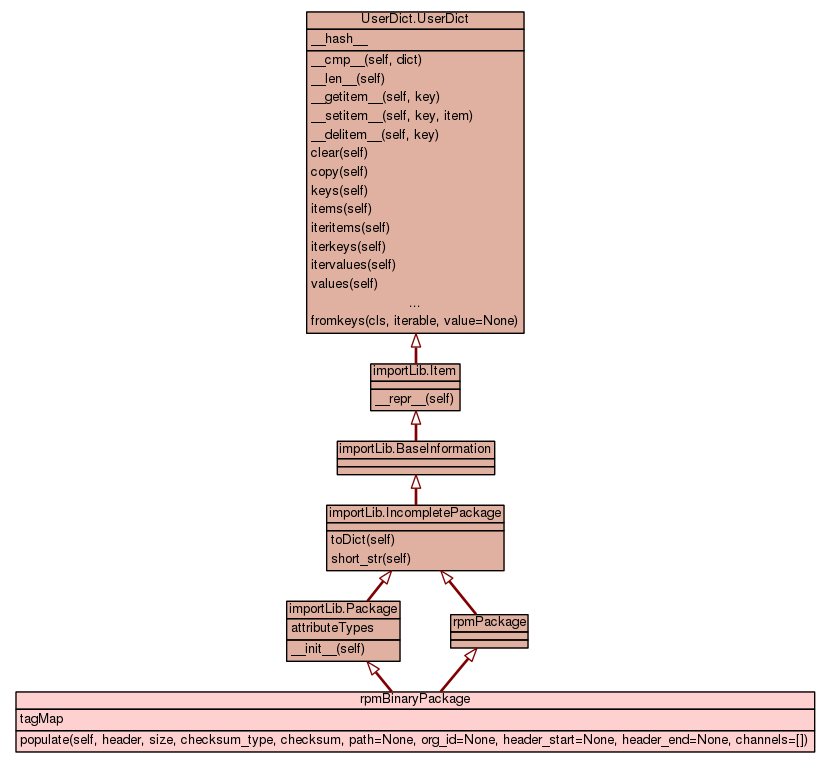 UserDict.UserDict
__hash__
__cmp__(self, dict)
__len__(self)
__getitem__(self, key)
__setitem__(self, key, item)
__delitem__(self, key)
clear(self)
copy(self)
keys(self)
items(self)
iteritems(self)
iterkeys(self)
itervalues(self)
values(self)
...
fromkeys(cls, iterable, value=None)
importLib.Item
__repr__(self)
importLib.BaseInformation
importLib.IncompletePackage
toDict(self)
short_str(self)
importLib.Package
attributeTypes
__init__(self)
rpmPackage
rpmBinaryPackage
tagMap
populate(self, header, size, checksum_type, checksum, path=None, org_id=None, header_start=None, header_end=None, channels=[])